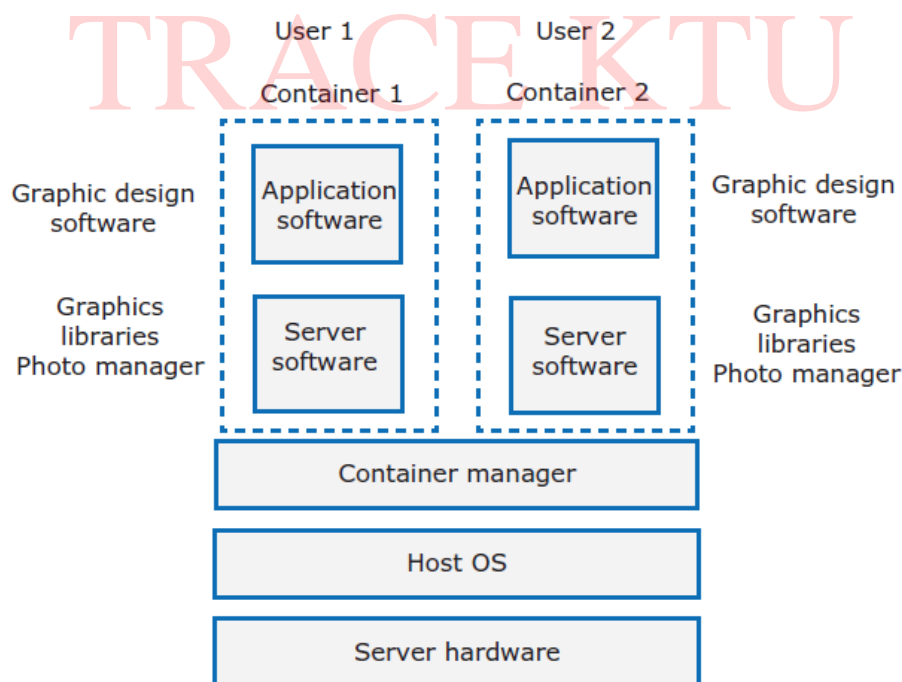 TRACE KTU
User 1
User 2
Container 1
Container 2
Graphic design
software
Application
software
Application
software
Graphic design
software
Graphics
libraries
Photo manager
Server
software
Server
software
Graphics
libraries
Photo manager
Container manager
Host OS
Server hardware